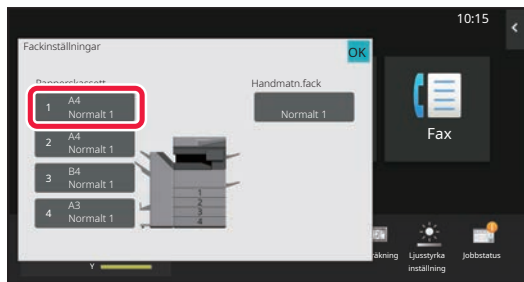 10:15
Fackinställningar
OK
Papperskassett
Handmatn.fack
1 A4
Normalt 1
Normalt 1
2 A4
Normalt 1
3 B4
Normalt 1
4 A3
Normalt 1
1
2
3
4
Fax
Ljusstyrka
inställning
Jobbstatus
Y